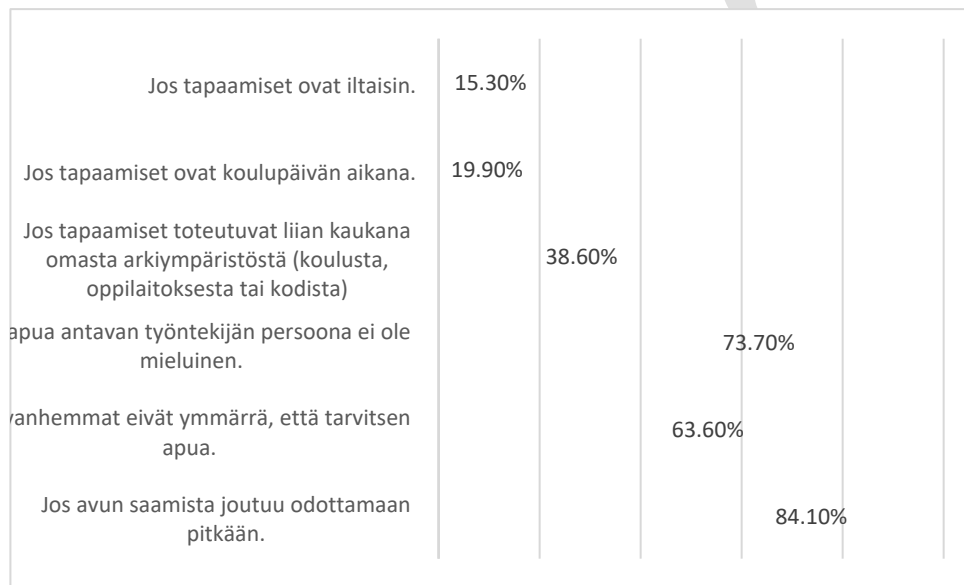 Jos tapaamiset ovat iltaisin.
15.30%
Jos tapaamiset ovat koulupäivän aikana.
19.90%
Jos tapaamiset toteutuvat liian kaukana
omasta arkiympäristöstä (koulusta,
oppilaitoksesta tai kodista)
38.60%
apua antavan työntekijän persoona ei ole
mieluinen.
73.70%
vanhemmat eivät ymmärrä, että tarvitsen
apua.
63.60%
Jos avun saamista joutuu odottamaan
pitkään.
84.10%